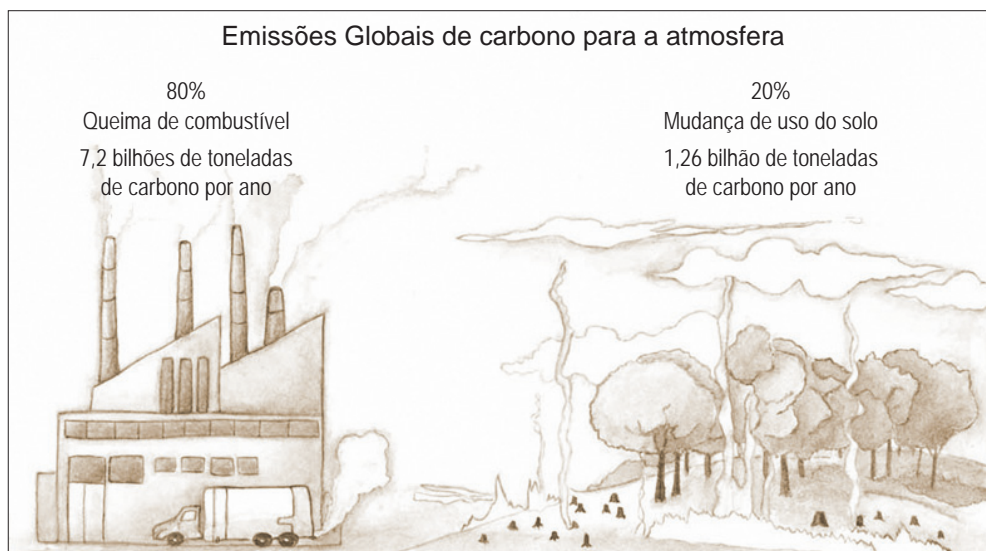 Emissões Globais de carbono para a atmosfera
80%
Queima de combustível
7,2 bilhões de toneladas
de carbono por ano
20%
Mudança de uso do solo
1,26 bilhão de toneladas
de carbono por ano